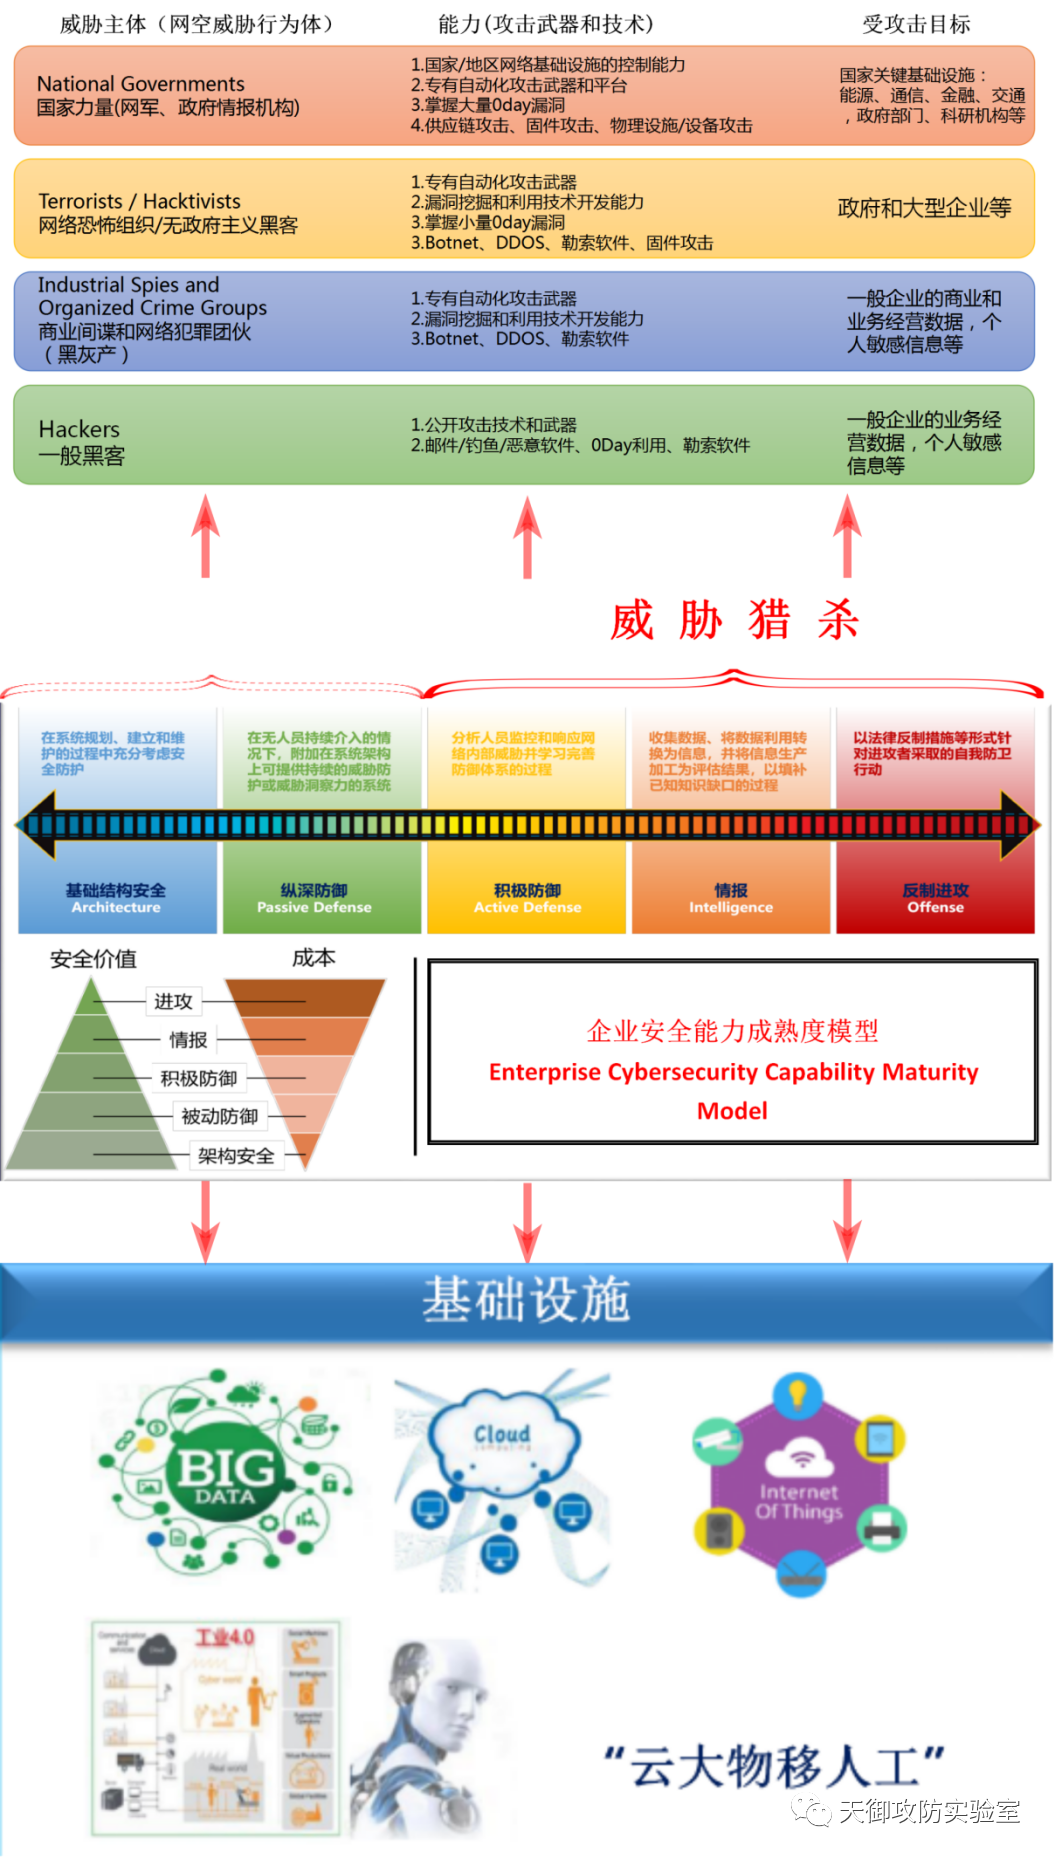 威胁主体（网空威胁行为体）
能力(攻击武器和技术)
受攻击目标
National Governments
国家力量(网军、政府情报机构)
1.国家/地区网络基础设施的控制能力
2.专有自动化攻击武器和平台
3.掌握大量0day漏洞
4.供应链攻击、固件攻击、物理设施/设备攻击
国家关键基础设施：
能源、通信、金融、交通
，政府部门、科研机构等
Terrorists / Hacktivists
网络恐怖组织/无政府主义黑客
1.专有自动化攻击武器
2.漏洞挖掘和利用技术开发能力
3.掌握小量0day漏洞
3.Botnet、DDOS、勒索软件、固件攻击
政府和大型企业等
Industrial Spies and
Organized Crime Groups
商业间谍和网络犯罪团伙
（黑灰产）
1.专有自动化攻击武器
2.漏洞挖掘和利用技术开发能力
3.Botnet、DDOS、勒索软件
一般企业的商业和
业务经营数据，个
人敏感信息等
Hackers
一般黑客
1.公开攻击技术和武器
2.邮件/钓鱼/恶意软件、0Day利用、勒索软件
一般企业的业务经
营数据，个人敏感
信息等
威胁猎杀
在系统规划、建立和维
护的过程中充分考虑安
全防护
在无人员持续介入的情
况下，附加在系统架构
上可提供持续的威胁防
护或威胁洞察力的系统
分析人员监控和响应网
络内部威胁并学习完善
防御体系的过程
收集数据、将数据利用转
换为信息，并将信息生产
加工为评估结果，以填补
已知知识缺口的过程
以法律反制措施等形式针
对进攻者采取的自我防卫
行动
基础结构安全
Architecture
纵深防御
Passive Defense
积极防御
Active Defense
情报
Intelligence
反制进攻
Offense
安全价值
成本
进攻
情报
积极防御
被动防御
架构安全
企业安全能力成熟度模型
Enterprise Cybersecurity Capability Maturity
Model
基础设施
BIG
DATA
Cloud
computing
Internet
Of Things
工业4.0
Communication
and
services
Cloud
Cyber world
Real world
“云大物移人工”
天御攻防实验室